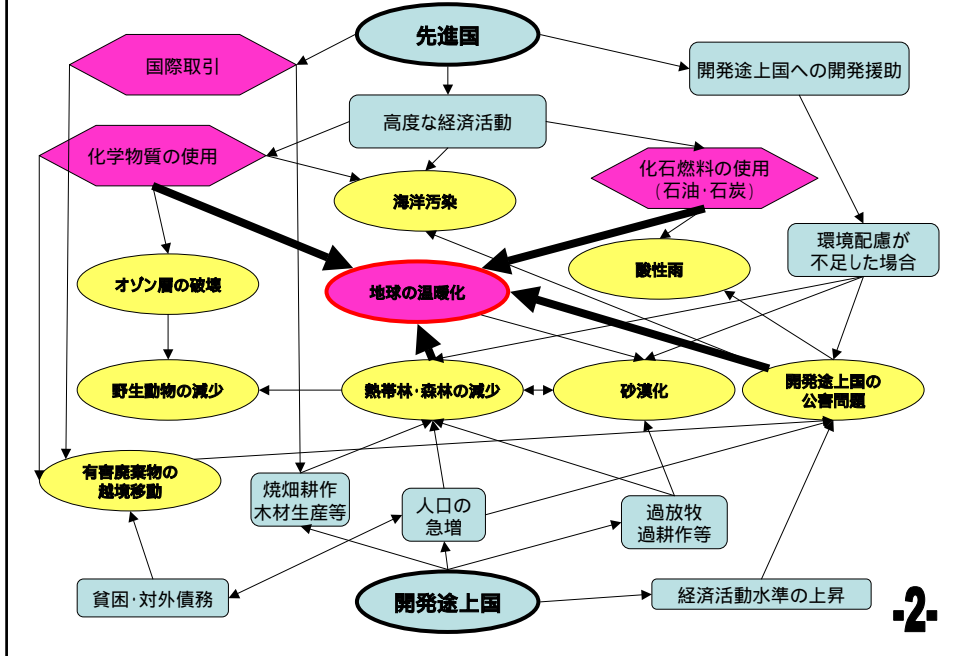 先進国
国際取引
開発途上国への開発援助
高度な経済活動
化学物質の使用
化石燃料の使用
(石油・石炭)
海洋汚染
環境配慮が
不足した場合
酸性雨
オゾン層の破壊
地球の温暖化
野生動物の減少
熱帯林・森林の減少
砂漠化
開発途上国の
公害問題
有害廃棄物の
越境移動
焼畑耕作
木材生産等
人口の
急増
過放牧
過耕作等
貧困・対外債務
開発途上国
経済活動水準の上昇
-2-